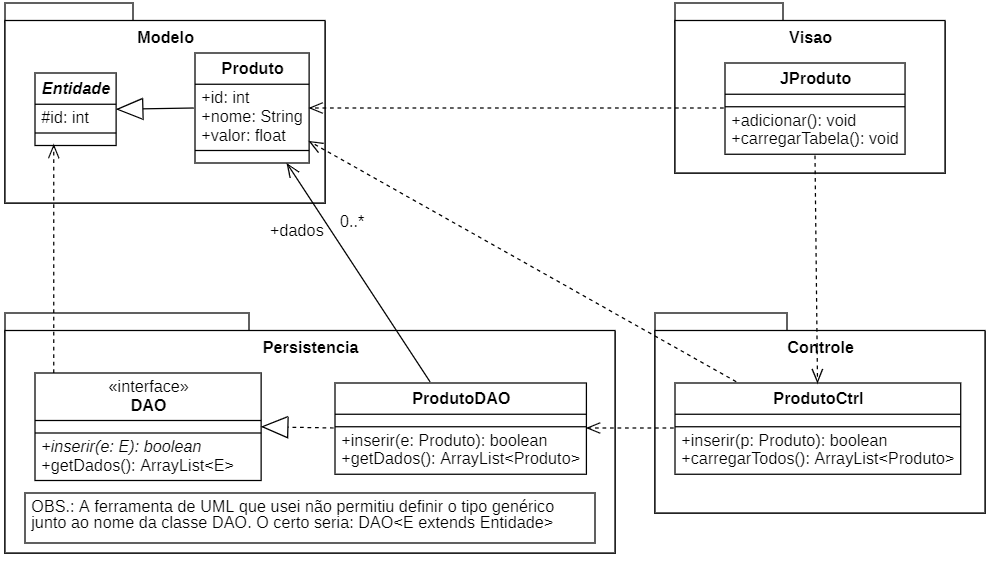 Modelo
Entidade
#id: int
Produto
+id: int
+nome: String
+valor: float
Visao
JProduto
+adicionar(): void
+carregarTabela(): void
+dados
0..*
Persistencia
«interface»
DAO
+inserir(e: E): boolean
+getDados(): ArrayList<E>
ProdutoDAO
+inserir(e: Produto): boolean
+getDados(): ArrayList<Produto>
OBS.: A ferramenta de UML que usei não permitiu definir o tipo genérico
junto ao nome da classe DAO. O certo seria: DAO<E extends Entidade>
Controle
ProdutoCtrl
+inserir(p: Produto): boolean
+carregarTodos(): ArrayList<Produto>